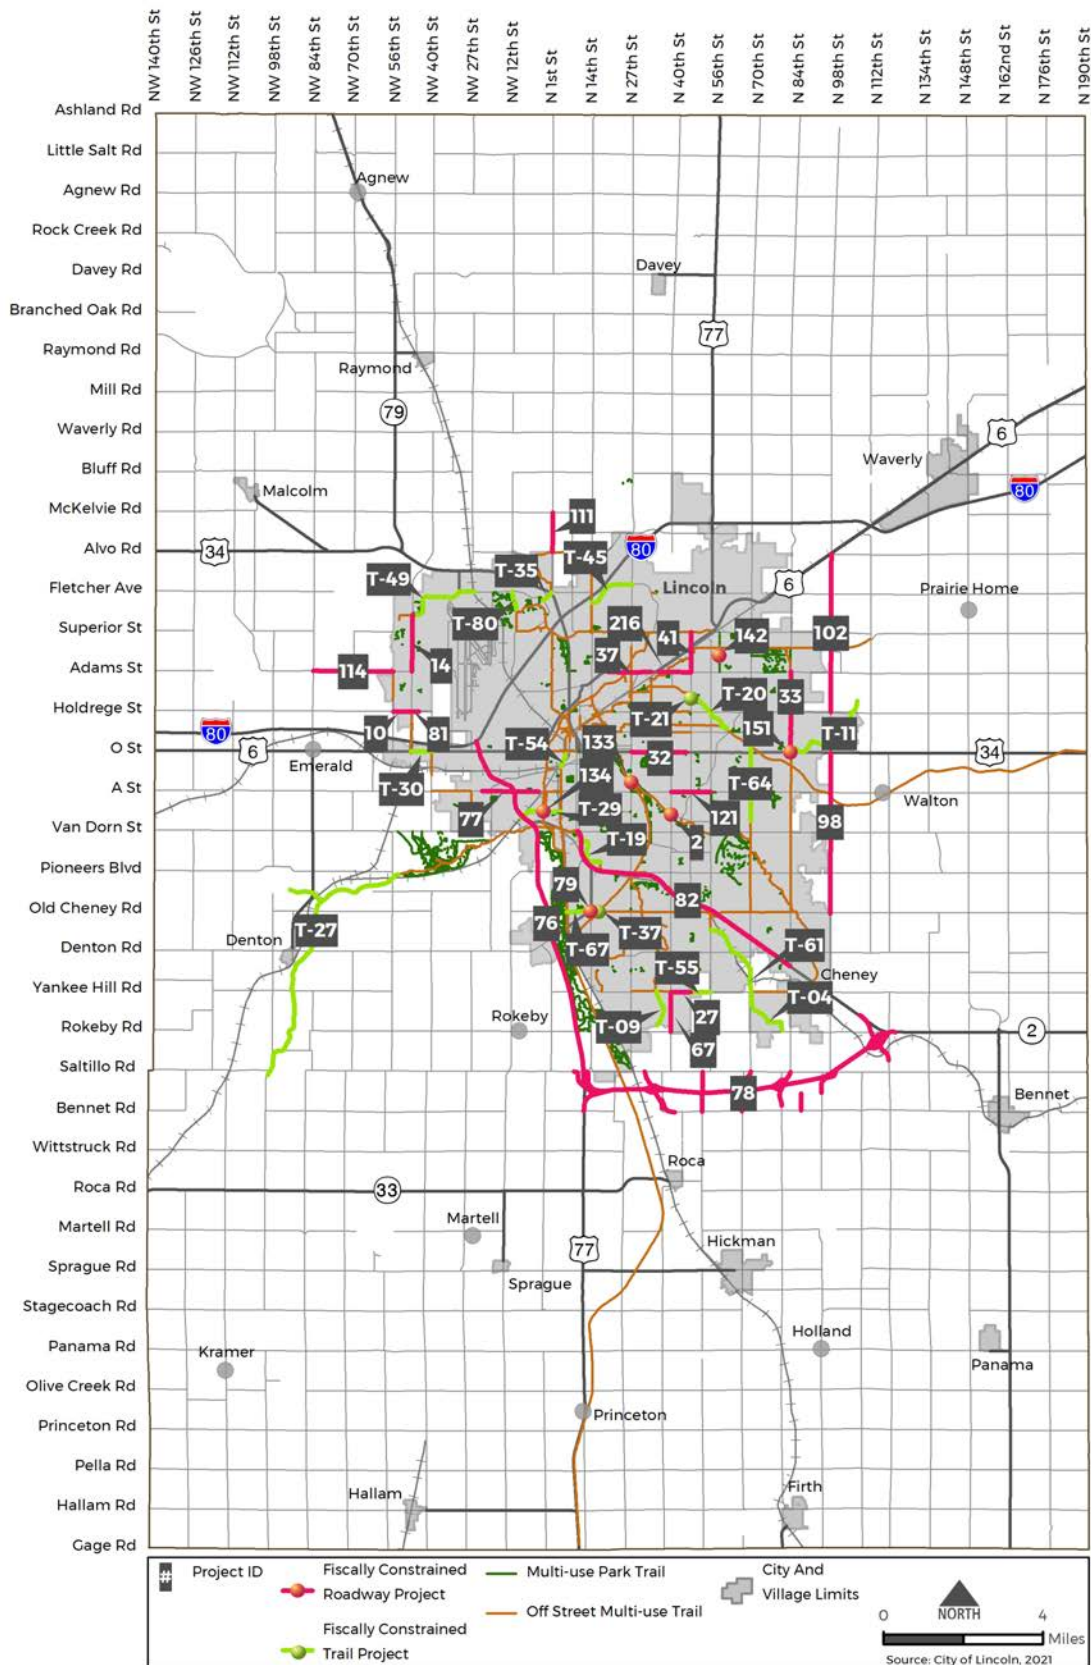 NW 140th St
NW 126th St
NW 112th St
NW 98th St
NW 84th St
NW 70th St
NW 56th St
NW 40th St
NW 27th St
NW 12th St
N 1st St
N 14th St
N 27th St
N 40th St
N 56th St
N 70th St
N 84th St
N 98th St
N 112th St
N 134th St
N 148th St
N 162nd St
N 176th St
N 190th St
Ashland Rd
Little Salt Rd
Agnew Rd
Rock Creek Rd
Davey Rd
Branched Oak Rd
Raymond Rd
Mill Rd
Waverly Rd
Bluff Rd
McKelvie Rd
Alvo Rd
Fletcher Ave
Superior St
Adams St
Holdrege St
O St
A St
Van Dorn St
Pioneers Blvd
Old Cheney Rd
Denton Rd
Yankee Hill Rd
Rokeby Rd
Saltillo Rd
Bennet Rd
Wittstruck Rd
Roca Rd
Martell Rd
Sprague Rd
Stagecoach Rd
Panama Rd
Olive Creek Rd
Princeton Rd
Pella Rd
Hallam Rd
Gage Rd
Agnew
Davey
77
Raymond
79
6
Waverly
80
Malcolm
111
34
80
T-45
T-35
T-49
Lincoln
6
Prairie Home
T-80
216
41
142
102
37
14
114
T-20
33
T-21
151
T-11
10
81
80
6
T-54
133
32
34
Emerald
134
T-30
T-64
Walton
77
T-29
121
98
T-19
2
79
82
T-27
76
T-37
Denton
T-67
T-61
T-55
Cheney
T-04
Rokeby
T-09
27
2
67
78
Bennet
Roca
33
Martell
77
Hickman
Sprague
Holland
Kramer
Panama
Princeton
Hallam
Firth
# Project ID
Fiscally Constrained
Roadway Project
Fiscally Constrained
Trail Project
Multi-use Park Trail
Off Street Multi-use Trail
City And
Village Limits
NORTH
0 4
Miles
Source: City of Lincoln, 2021